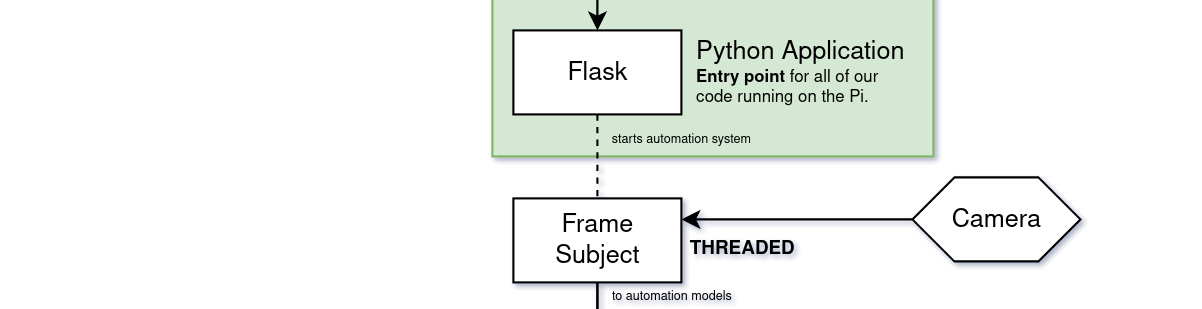 Flask
Python Application
Entry point for all of our
code running on the Pi.
starts automation system
Frame
Subject
Camera
THREADED
to automation models